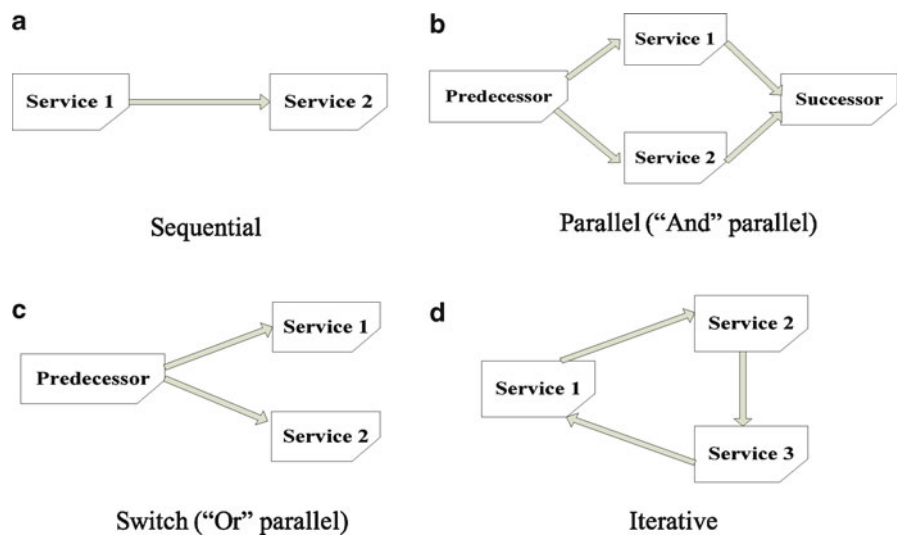 a
Service 1
Service 2
Sequential
b
Predecessor
Service 1
Service 2
Successor
Parallel (“And” parallel)
c
Predecessor
Service 1
Service 2
Switch (“Or” parallel)
d
Service 1
Service 2
Service 3
Iterative